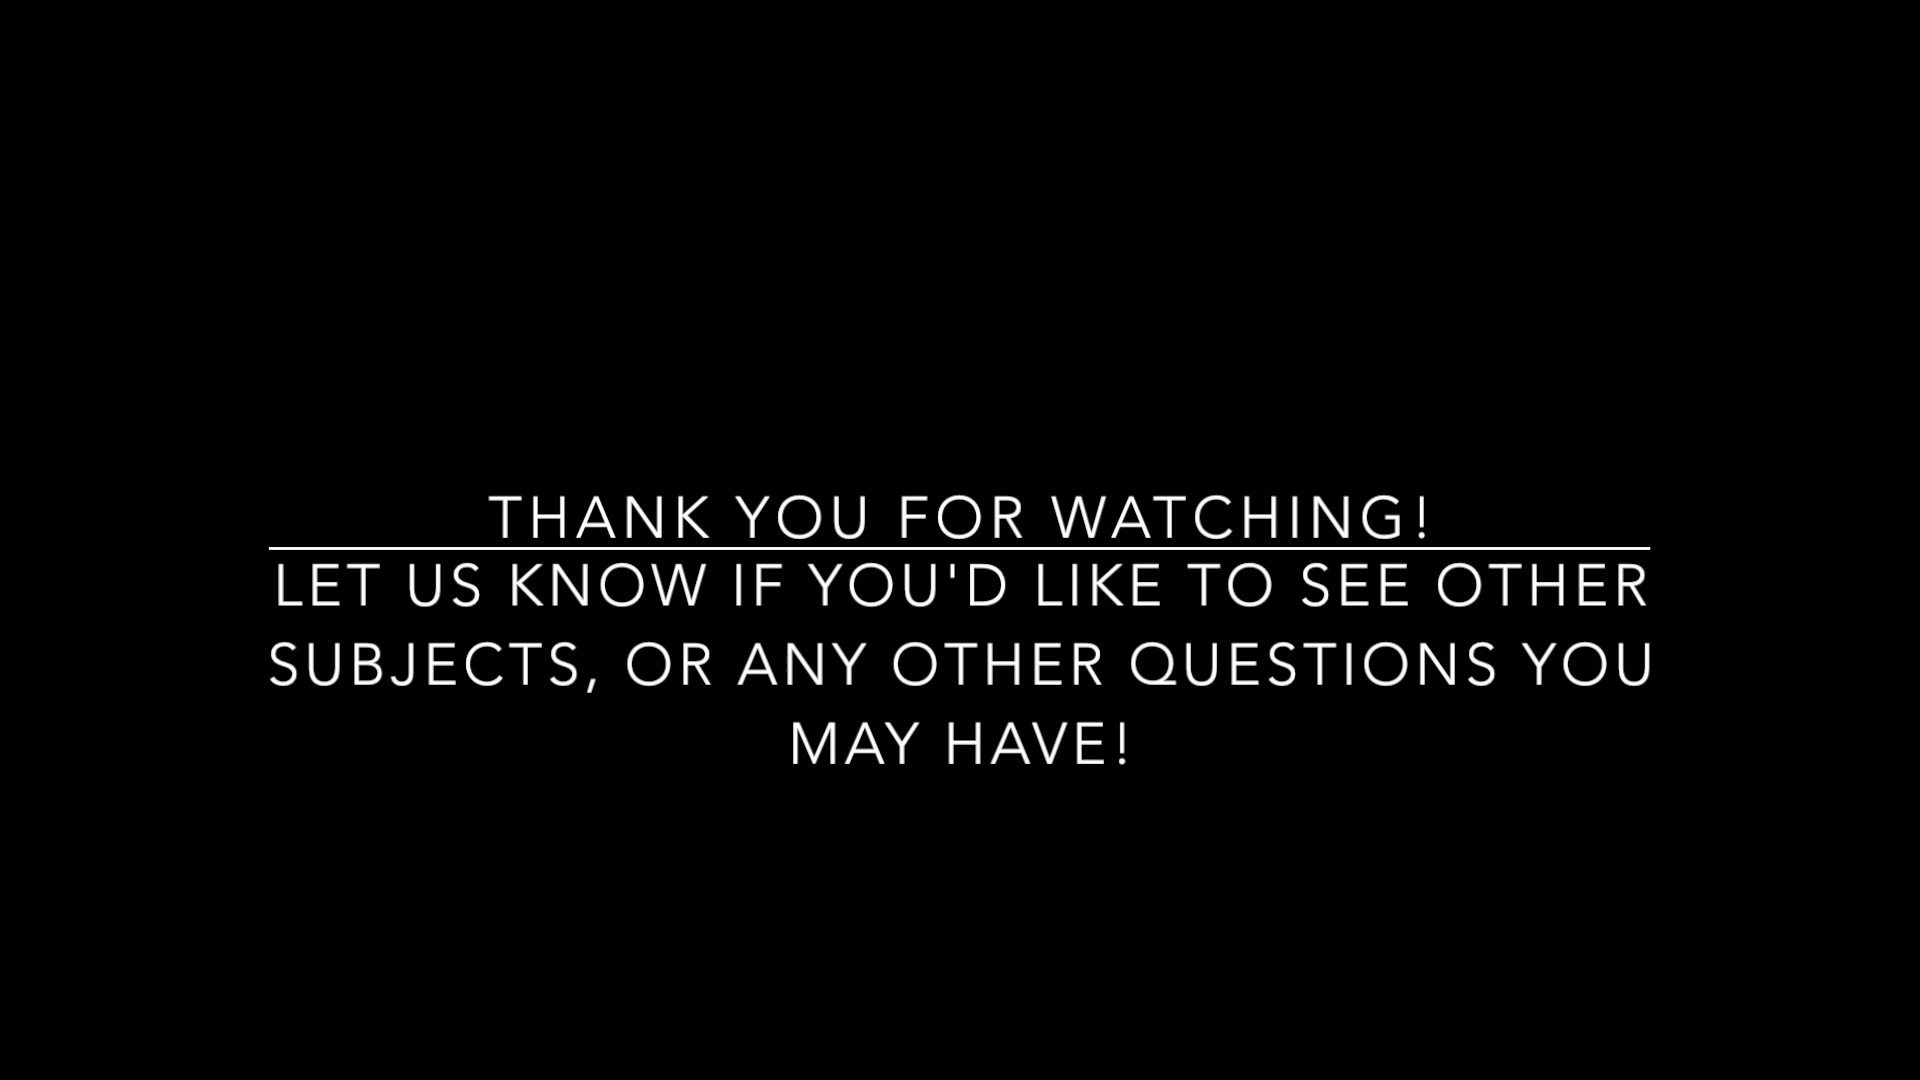 THANK YOU FOR WATCHING!
LET US KNOW IF YOU'D LIKE TO SEE OTHER
SUBJECTS, OR ANY OTHER QUESTIONS YOU
MAY HAVE!